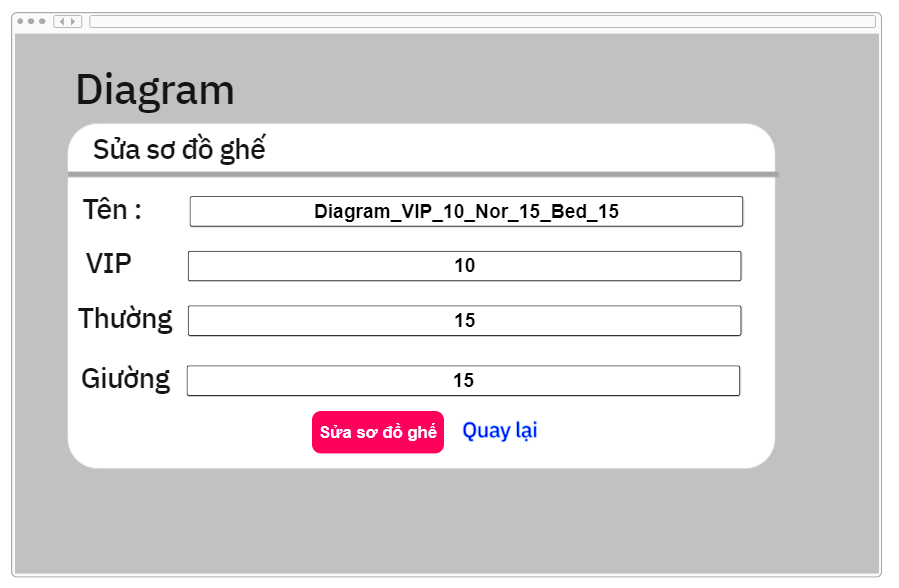 Diagram
Sửa sơ đồ ghế
Tên : Diagram_VIP_10_Nor_15_Bed_15
VIP 10
Thường 15
Giường 15
Sửa sơ đồ ghế Quay lại